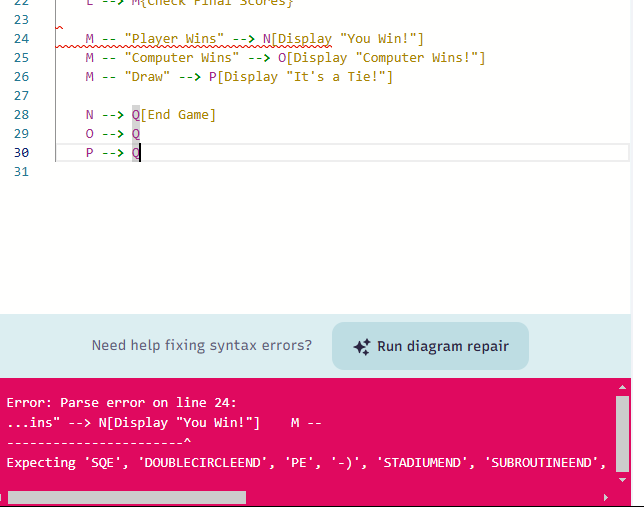 22 L --> M{Check Final Scores}
23
24 M -- "Player Wins" --> N[Display "You Win!"]
25 M -- "Computer Wins" --> O[Display "Computer Wins!"]
26 M -- "Draw" --> P[Display "It's a Tie!"]
27
28 N --> Q[End Game]
29 O --> Q
30 P --> Q
31
Need help fixing syntax errors? Run diagram repair
Error: Parse error on line 24:
...ins" --> N[Display "You Win!"]    M --
-----------------------^
Expecting 'SQE', 'DOUBLECIRCLEEND', 'PE', '-)', 'STADIUMEND', 'SUBROUTINEEND',